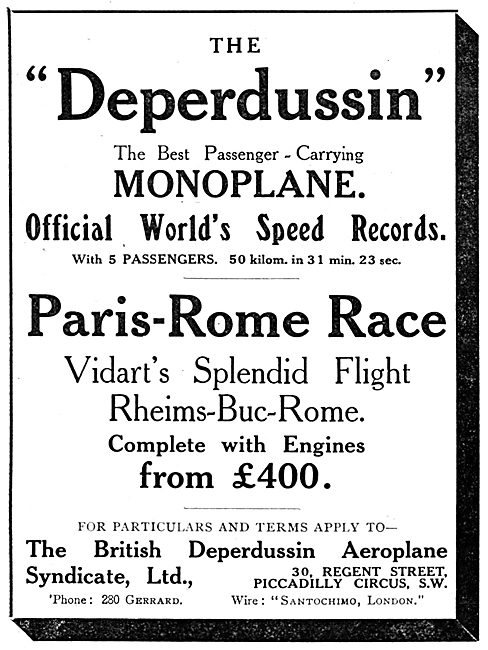 THE
"Deperdussin"
The Best Passenger-Carrying
MONOPLANE.
Official World's Speed Records.
With 5 PASSENGERS. 50 kilom. in 31 min. 23 sec.
Paris-Rome Race
Vidart's Splendid Flight
Rheims-Buc-Rome.
Complete with Engines
from £400.
FOR PARTICULARS AND TERMS APPLY TO—
The British Deperdussin Aeroplane
Syndicate, Ltd., 30, REGENT STREET,
PICCADILLY CIRCUS, S.W.
'Phone: 280 GERRARD. Wire: "SANTOCHIMO, LONDON."